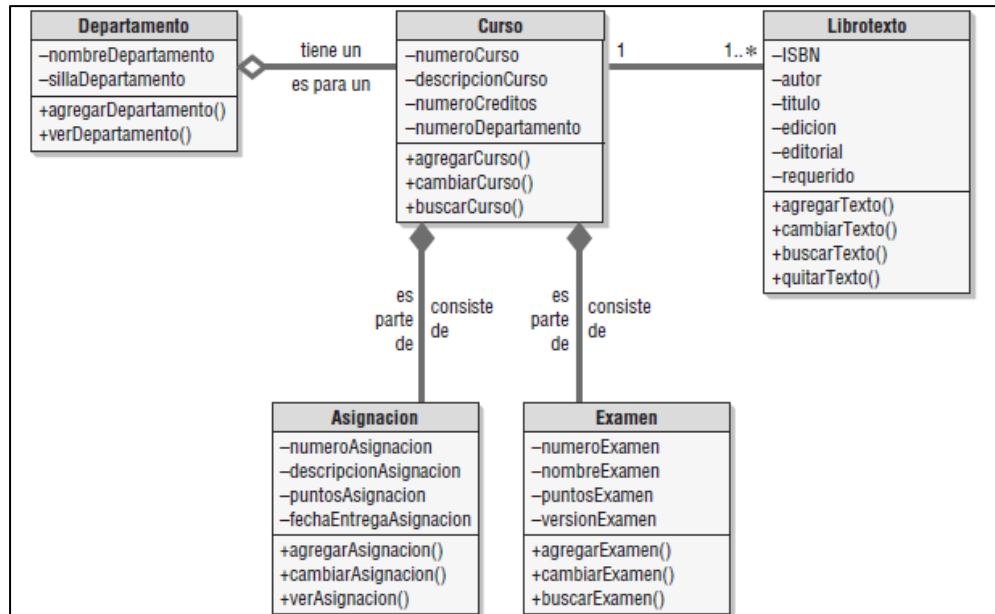 Departamento
–nombreDepartamento
–sillaDepartamento
+agregarDepartamento()
+verDepartamento()
tiene un
es para un
Curso
–numeroCurso
–descripcionCurso
–numeroCreditos
–numeroDepartamento
+agregarCurso()
+cambiarCurso()
+buscarCurso()
1
1..*
Librotexto
–ISBN
–autor
–titulo
–edicion
–editorial
–requerido
+agregarTexto()
+cambiarTexto()
+buscarTexto()
+quitarTexto()
es
parte
de
consiste
de
es
parte
de
consiste
de
Asignacion
–numeroAsignacion
–descripcionAsignacion
–puntosAsignacion
–fechaEntregaAsignacion
+agregarAsignacion()
+cambiarAsignacion()
+verAsignacion()
Examen
–numeroExamen
–nombreExamen
–puntosExamen
–versionExamen
+agregarExamen()
+cambiarExamen()
+buscarExamen()